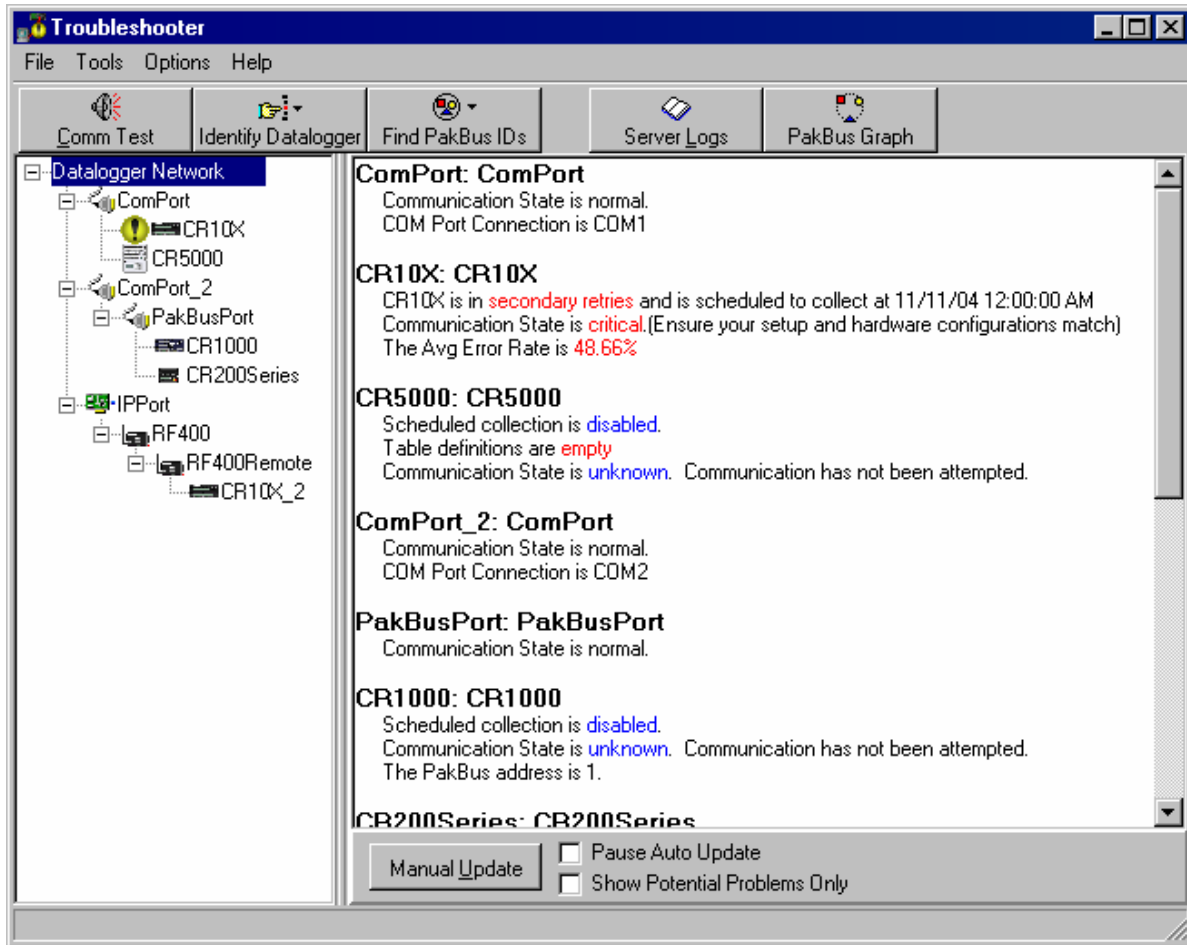 Troubleshooter
File Tools Options Help
Comm Test
Identify Datalogger
Find PakBus IDs
Server Logs
PakBus Graph
Datalogger Network
ComPort
CR10X
CR5000
ComPort_2
PakBusPort
CR1000
CR200Series
IPPort
RF400
RF400Remote
CR10X_2
ComPort: ComPort
Communication State is normal.
COM Port Connection is COM1
CR10X: CR10X
CR10X is in secondary retries and is scheduled to collect at 11/11/04 12:00:00 AM
Communication State is critical.(Ensure your setup and hardware configurations match)
The Avg Error Rate is 48.66%
CR5000: CR5000
Scheduled collection is disabled.
Table definitions are empty
Communication State is unknown. Communication has not been attempted.
ComPort_2: ComPort
Communication State is normal.
COM Port Connection is COM2
PakBusPort: PakBusPort
Communication State is normal.
CR1000: CR1000
Scheduled collection is disabled.
Communication State is unknown. Communication has not been attempted.
The PakBus address is 1.
CR200Series: CR200Series
Manual Update
Pause Auto Update
Show Potential Problems Only